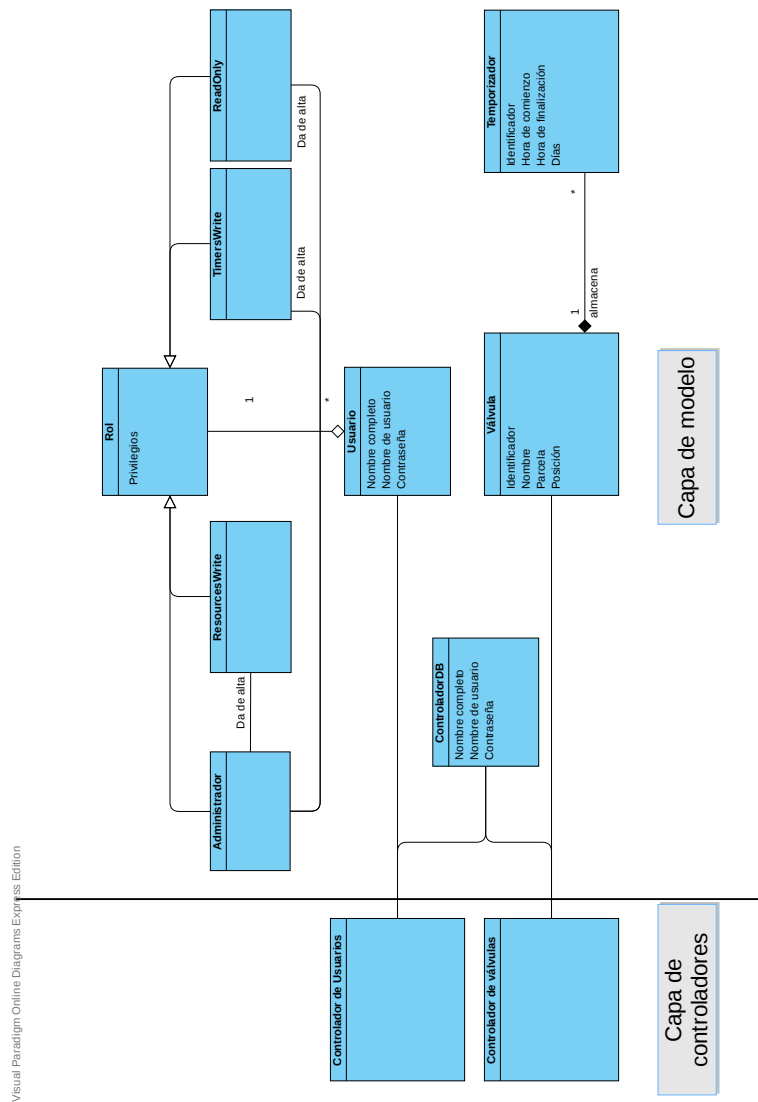 Visual Paradigm Online Diagrams Express Edition
Administrador
Da de alta
ResourcesWrite
Rol
Privilegios
TimersWrite
Da de alta
ReadOnly
Da de alta
1
*
Controlador de Usuarios
Usuario
Nombre completo
Nombre de usuario
Contraseña
ControladorDB
Nombre completo
Nombre de usuario
Contraseña
Controlador de válvulas
Válvula
Identificador
Nombre
Parcela
Posición
1
almacena
*
Temporizador
Identificador
Hora de comienzo
Hora de finalización
Días
Capa de
controladores
Capa de modelo